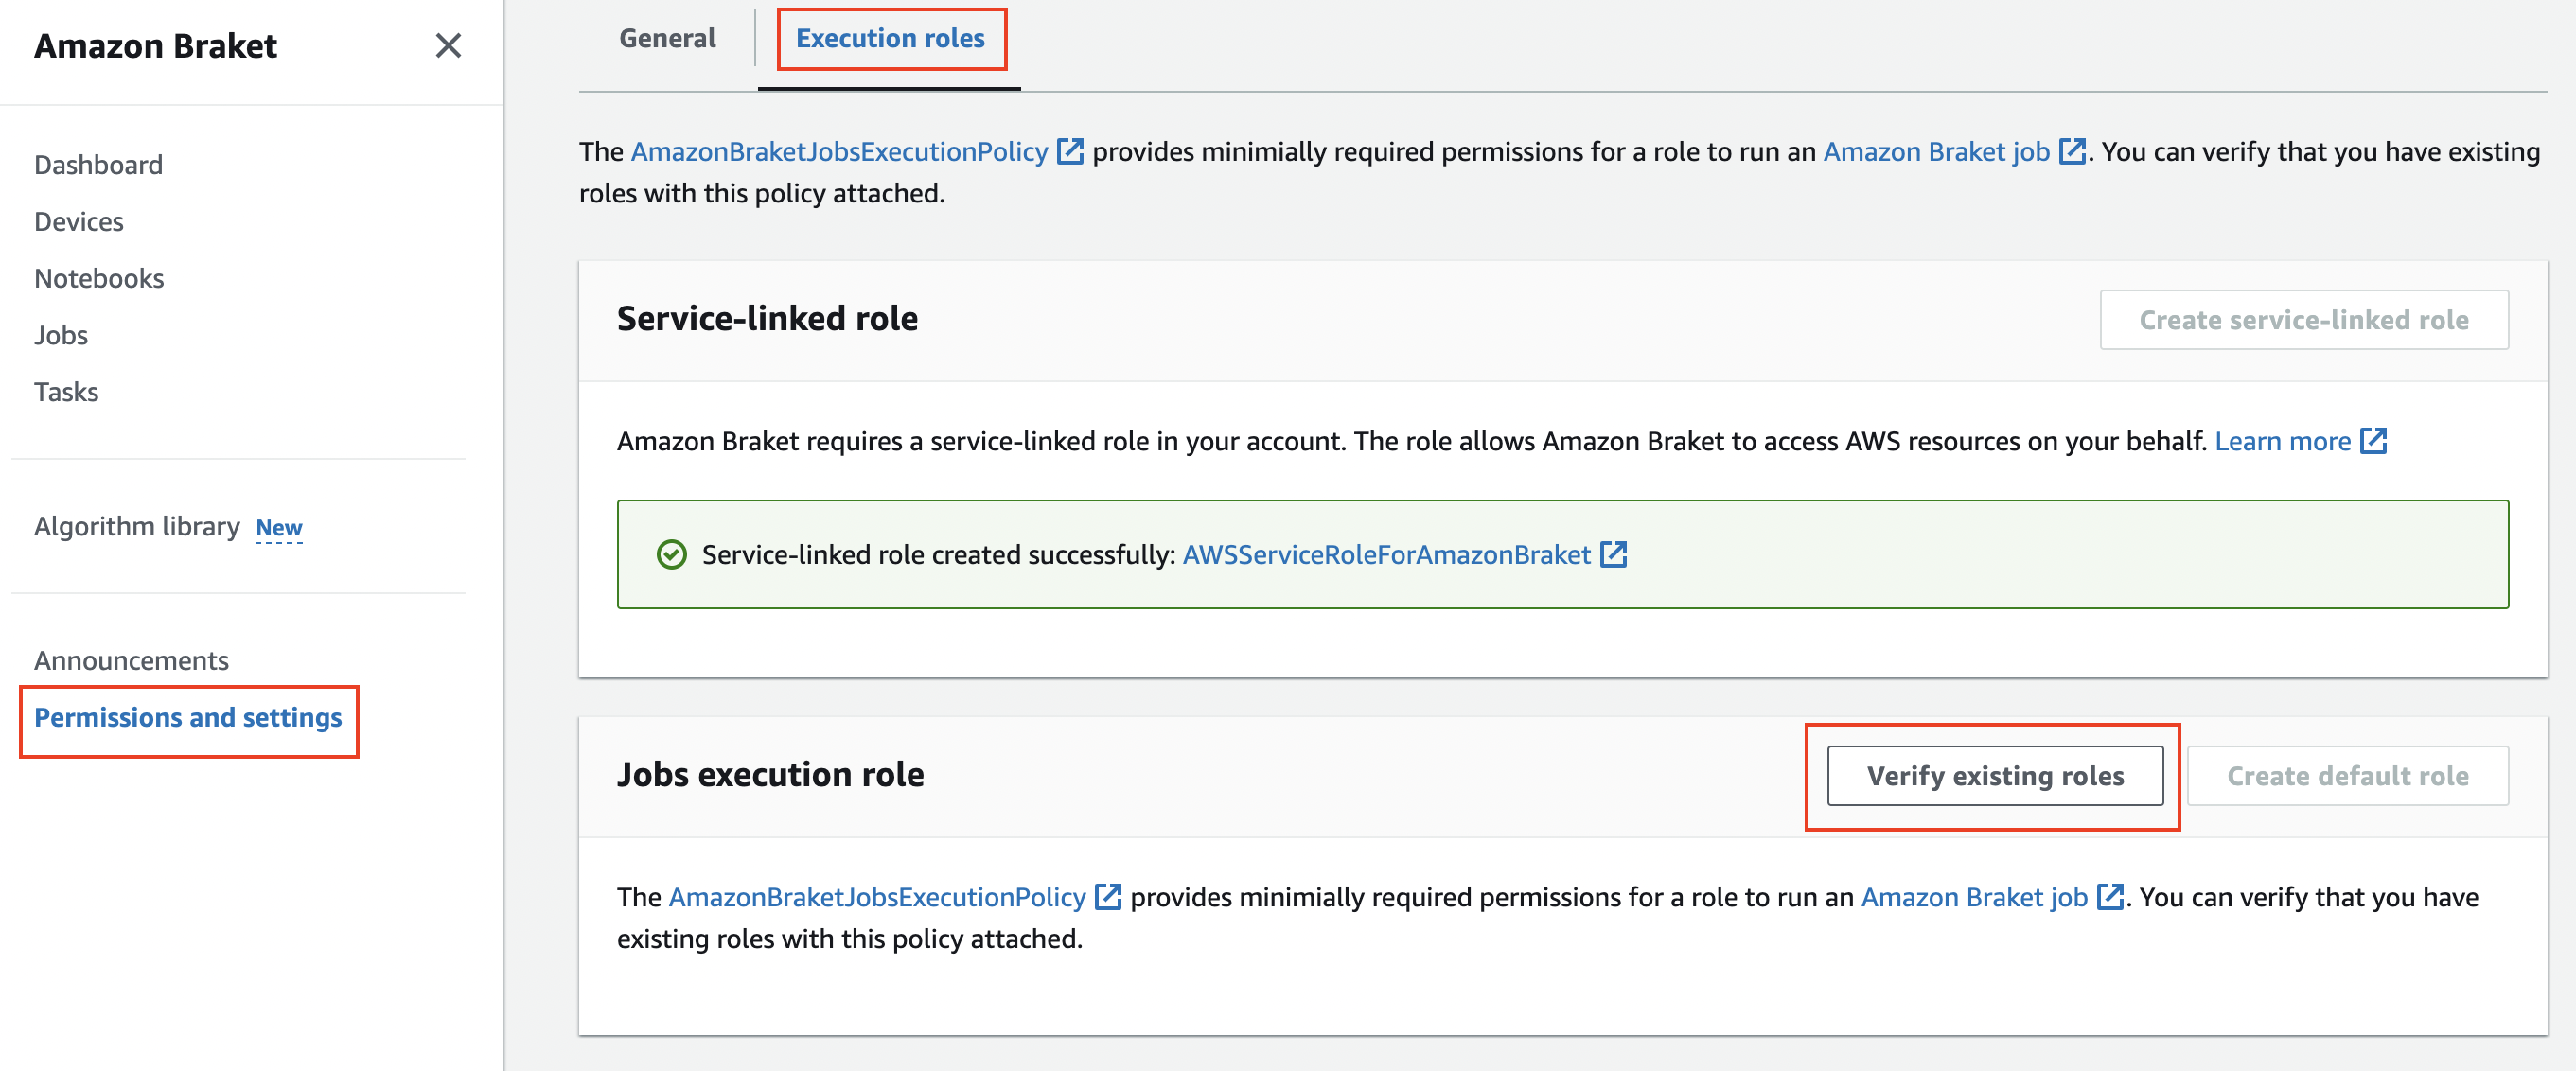 Amazon Braket
Dashboard
Devices
Notebooks
Jobs
Tasks
Algorithm library New
Announcements
Permissions and settings
General
Execution roles
The AmazonBraketJobsExecutionPolicy provides minimially required permissions for a role to run an Amazon Braket job. You can verify that you have existing
roles with this policy attached.
Service-linked role
Create service-linked role
Amazon Braket requires a service-linked role in your account. The role allows Amazon Braket to access AWS resources on your behalf. Learn more
Service-linked role created successfully: AWSServiceRoleForAmazonBraket
Jobs execution role
Verify existing roles
Create default role
The AmazonBraketJobsExecutionPolicy provides minimially required permissions for a role to run an Amazon Braket job. You can verify that you have
existing roles with this policy attached.